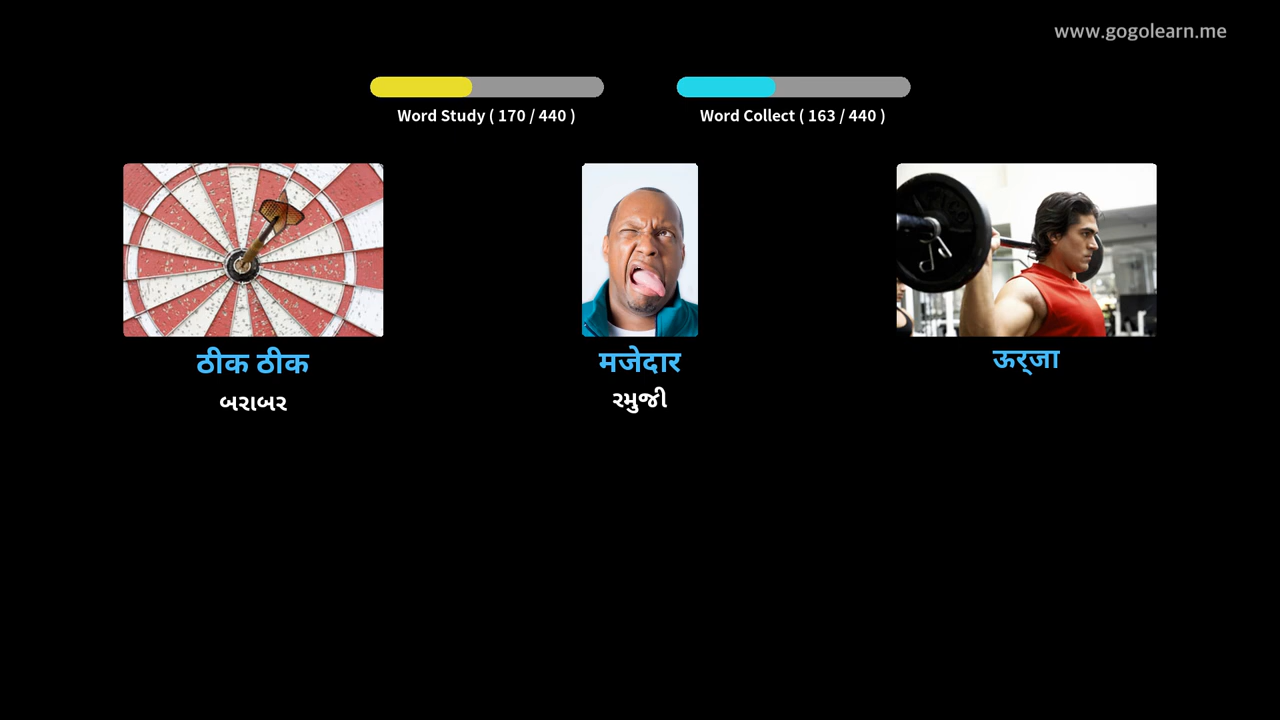 www.gogolearn.me
Word Study ( 170 / 440 )
Word Collect ( 163 / 440 )
ठीक ठीक
मजेदार
ऊर्‌जा
બરાબર
રમુજી